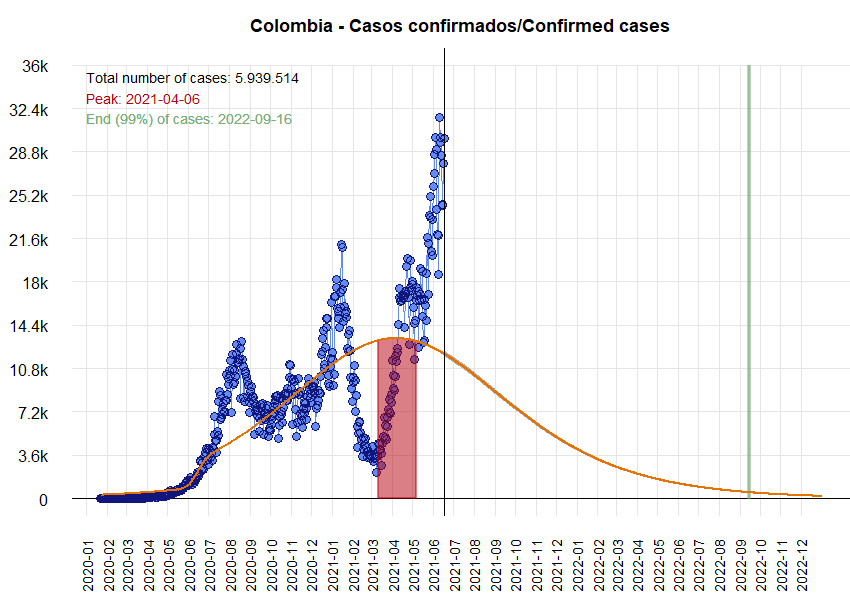 Colombia - Casos confirmados/Confirmed cases
36k
32.4k
28.8k
25.2k
21.6k
18k
14.4k
10.8k
7.2k
3.6k
0
Total number of cases: 5.939.514
Peak: 2021-04-06
End (99%) of cases: 2022-09-16
2020-01
2020-02
2020-03
2020-04
2020-05
2020-06
2020-07
2020-08
2020-09
2020-10
2020-11
2020-12
2021-01
2021-02
2021-03
2021-04
2021-05
2021-06
2021-07
2021-08
2021-09
2021-10
2021-11
2021-12
2022-01
2022-02
2022-03
2022-04
2022-05
2022-06
2022-07
2022-08
2022-09
2022-10
2022-11
2022-12